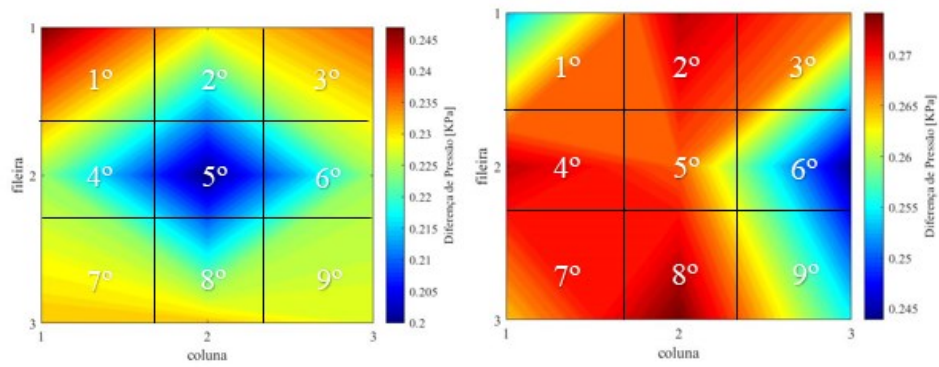 1
2
3
fileira
1º
2º
3º
4º
5º
6º
7º
8º
9º
1
2
3
coluna
0.245
0.24
0.235
0.23
0.225
0.22
0.215
0.21
0.205
0.2
Diferença de Pressão [KPa]
1
2
3
fileira
1º
2º
3º
4º
5º
6º
7º
8º
9º
1
2
3
coluna
0.27
0.265
0.26
0.255
0.25
0.245
Diferença de Pressão [KPa]